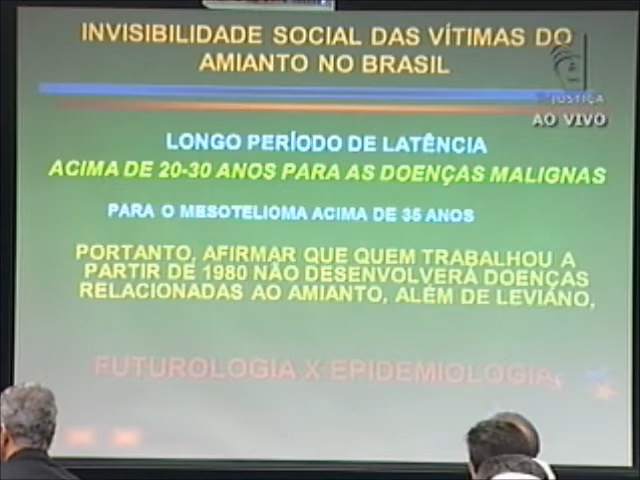 INVISIBILIDADE SOCIAL DAS VÍTIMAS DO
AMIANTO NO BRASIL
JUSTIÇA
AO VIVO
LONGO PERÍODO DE LATÊNCIA
ACIMA DE 20-30 ANOS PARA AS DOENÇAS MALIGNAS
PARA O MESOTELIOMA ACIMA DE 35 ANOS
PORTANTO, AFIRMAR QUE QUEM TRABALHOU A
PARTIR DE 1980 NÃO DESENVOLVERÁ DOENÇAS
RELACIONADAS AO AMIANTO, ALÉM DE LEVIANO,
FUTUROLOGIA X EPIDEMIOLOGIA